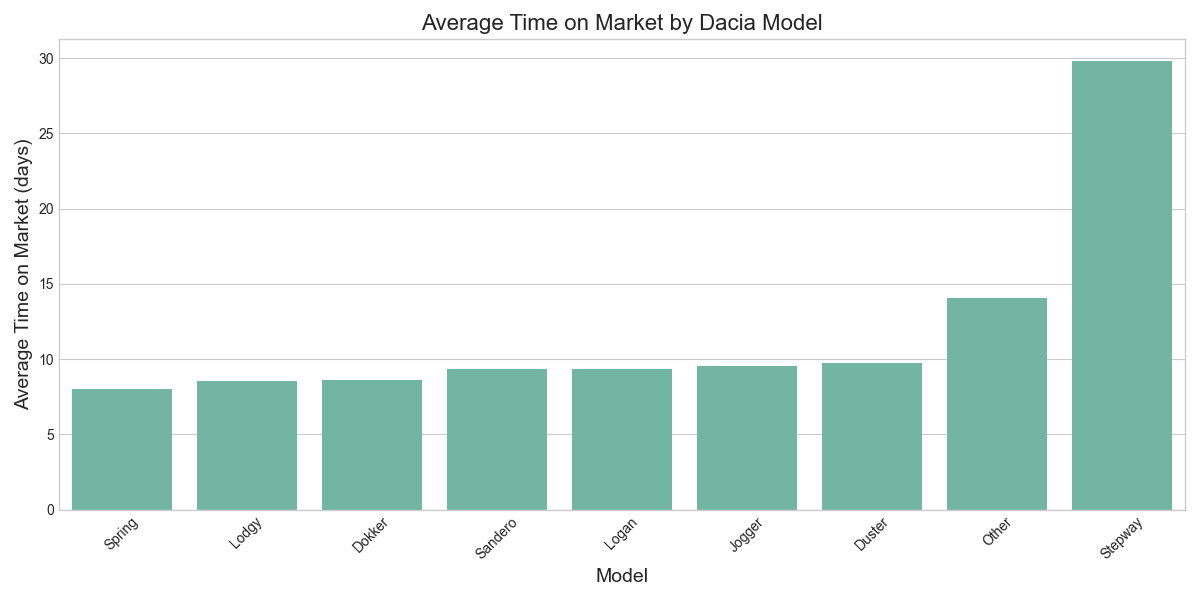 Average Time on Market by Dacia Model
Average Time on Market (days)
30
25
20
15
10
5
0
Spring
Lodgy
Dokker
Sandero
Logan
Jogger
Duster
Other
Stepway
Model